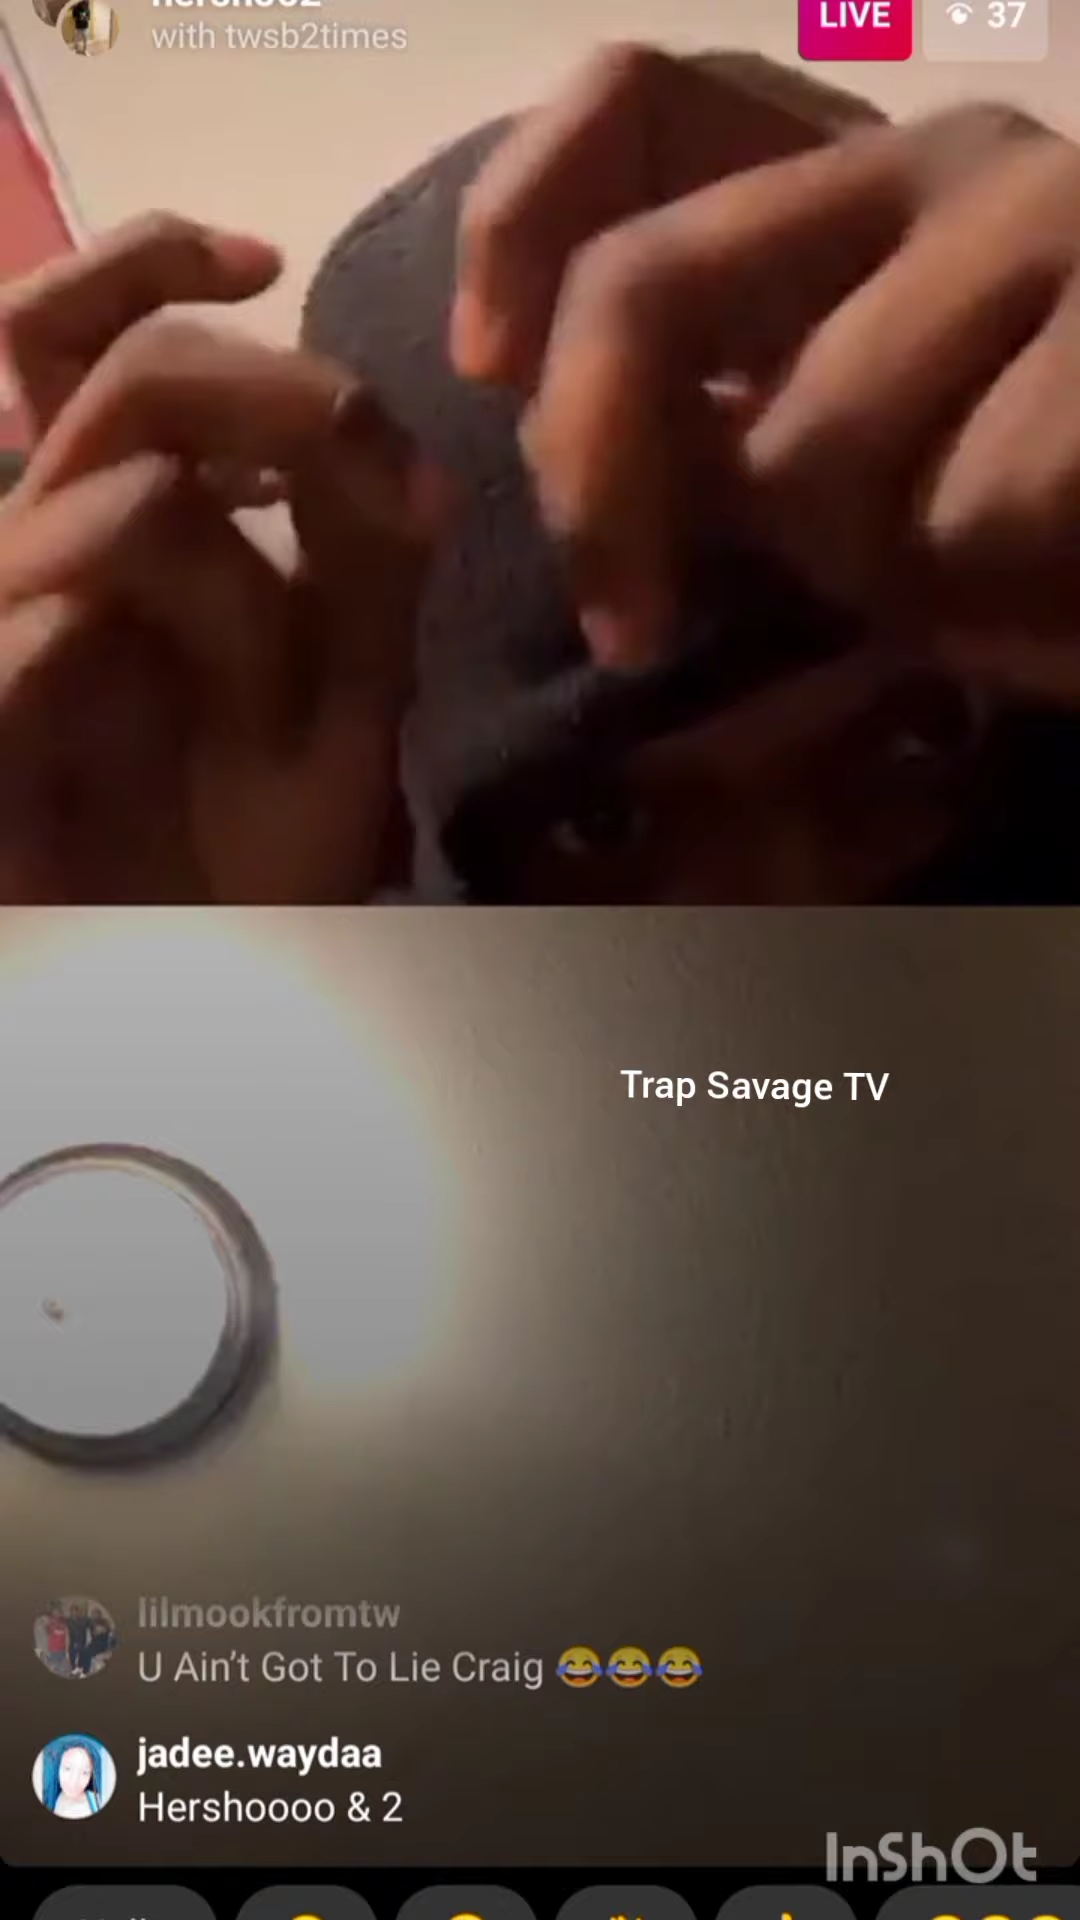 with twsb2times
LIVE
37
Trap Savage TV
lilmookfromtw
U Ain't Got To Lie Craig 😂😂😂
jadee.waydaa
Hershoooo & 2
InShOt